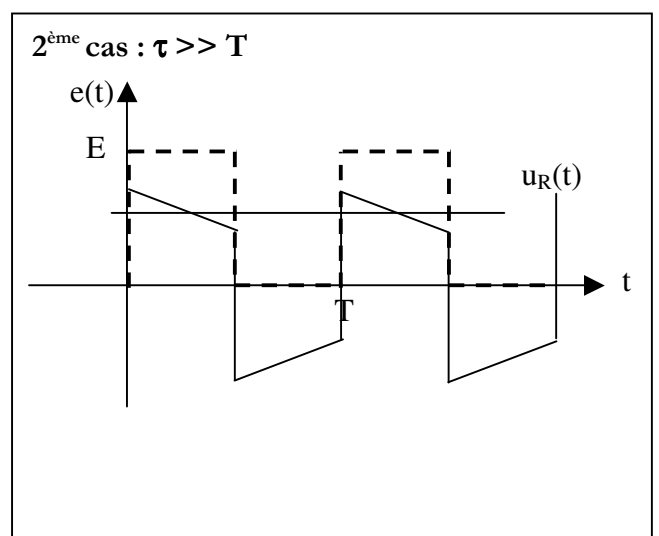 2ème cas : τ >> T
e(t)
E
uR(t)
t
T